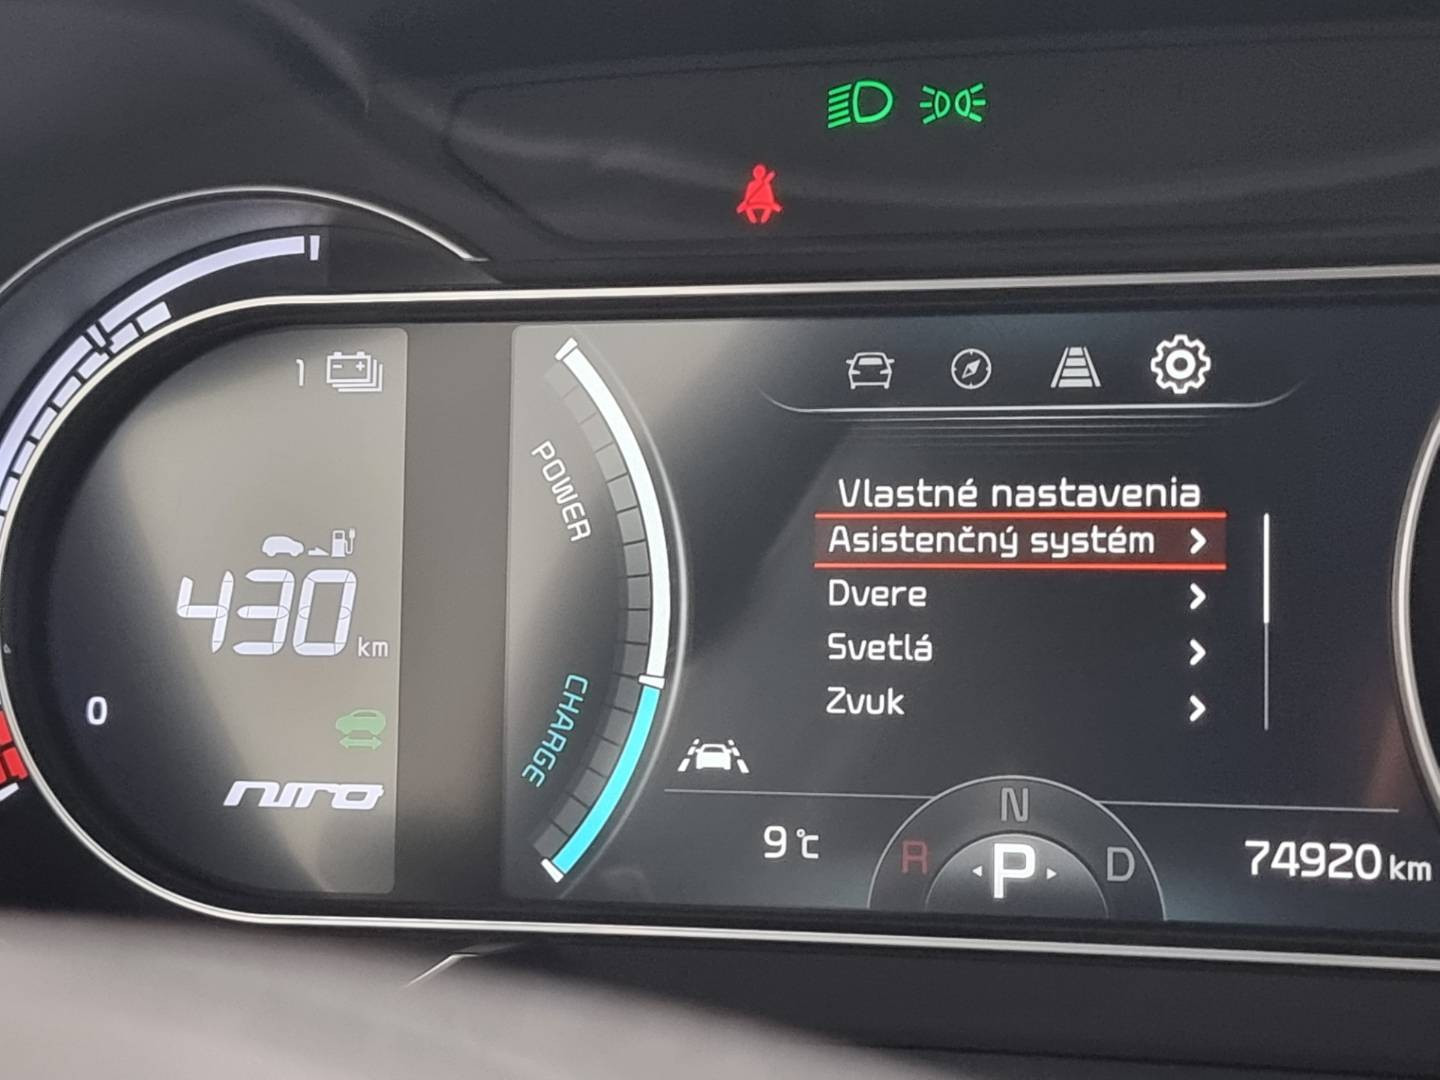 1
430 km
0
niro
POWER
CHARGE
Vlastné nastavenia
Asistenčný systém
Dvere
Svetlá
Zvuk
9 °C
R N D
P
74920 km